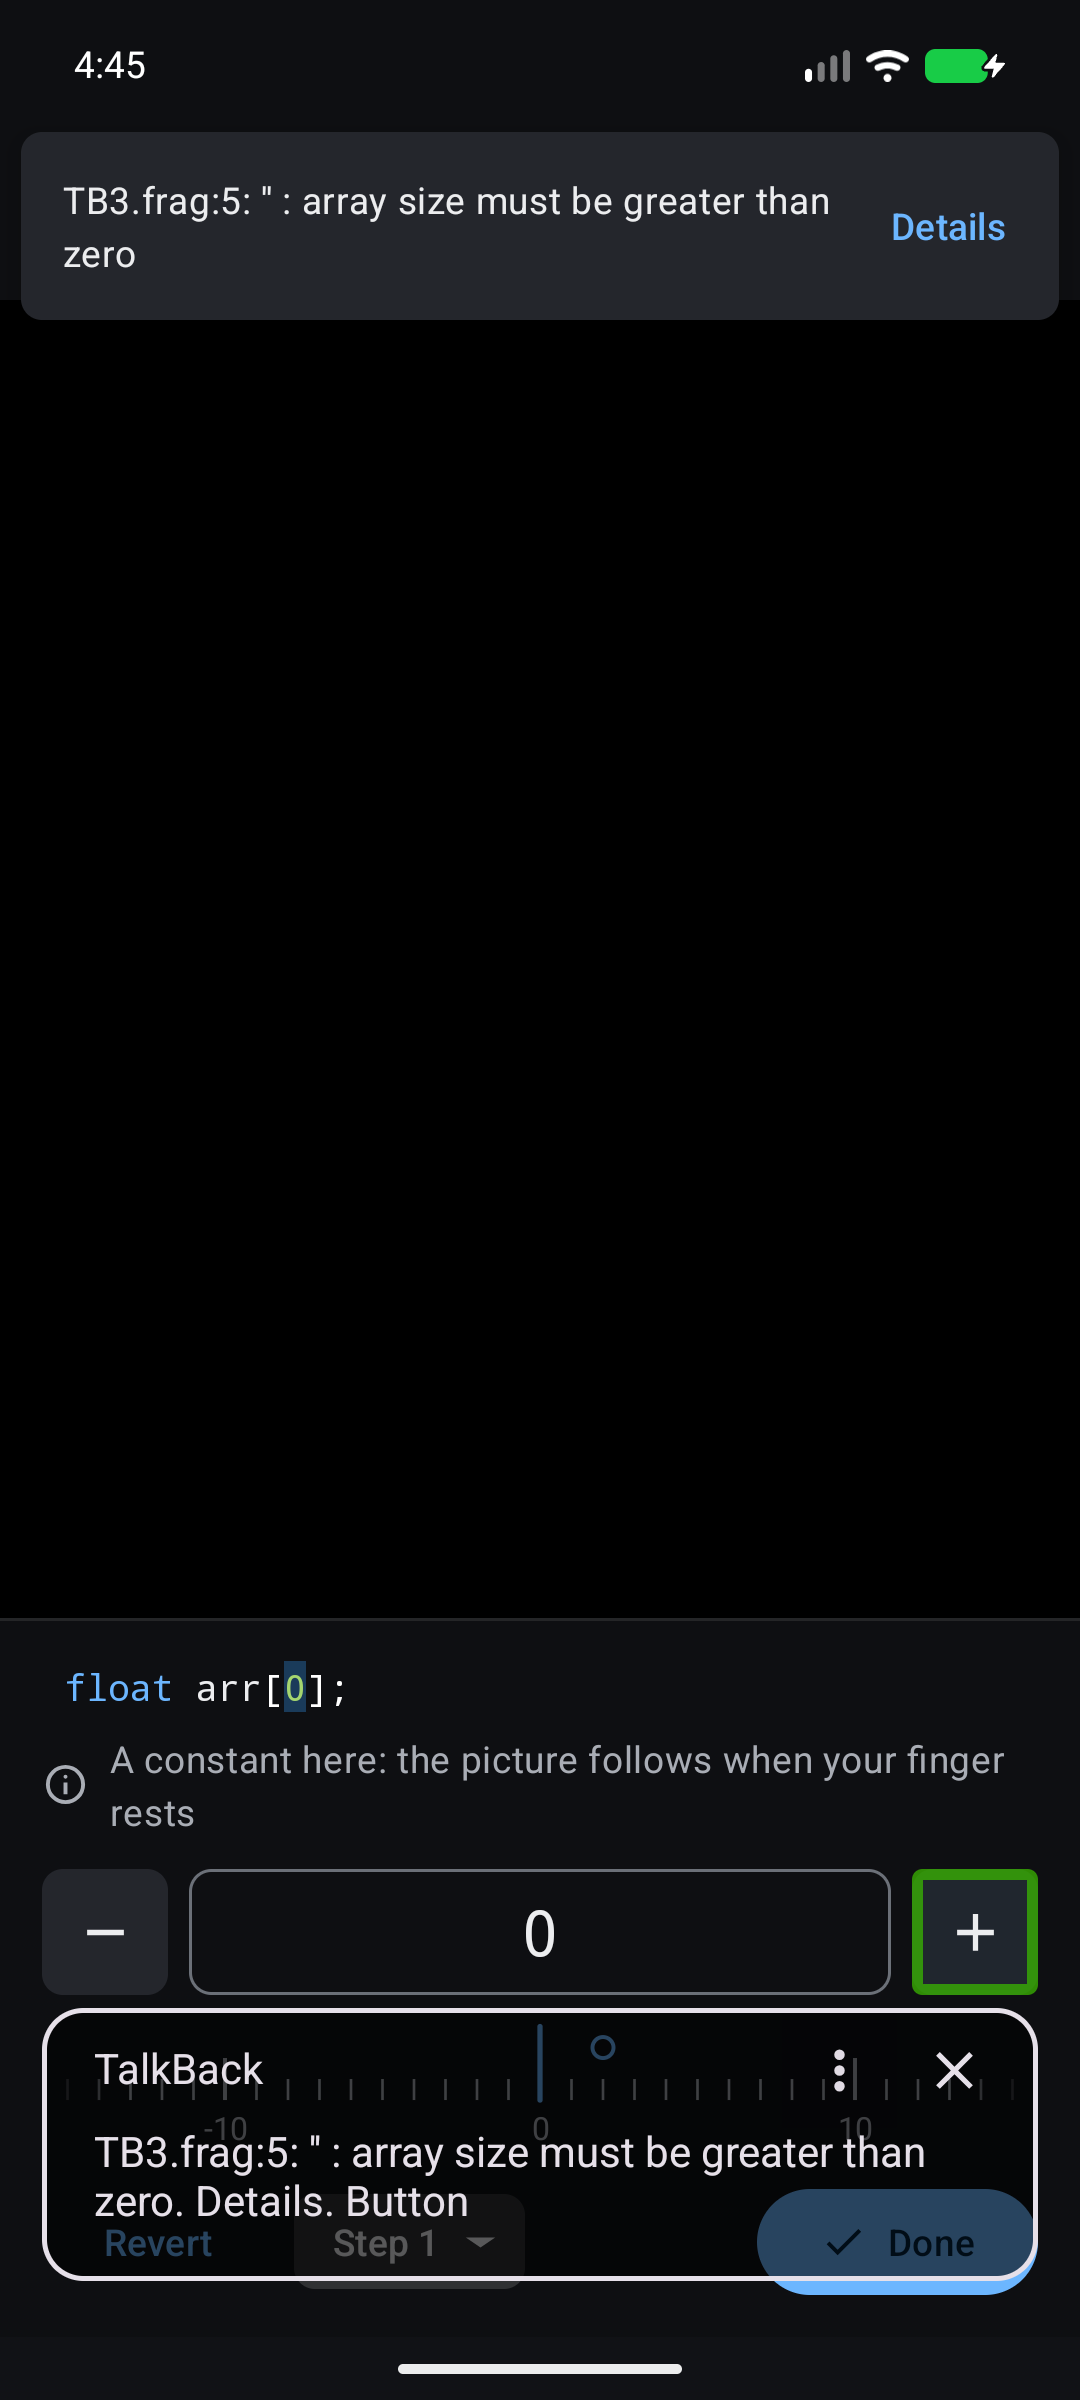 4:45
TB3.frag:5: '' : array size must be greater than
zero
Details
float arr[0];
A constant here: the picture follows when your finger
rests
0
TalkBack
-10
0
10
TB3.frag:5: '' : array size must be greater than
zero. Details. Button
Revert
Step 1
Done